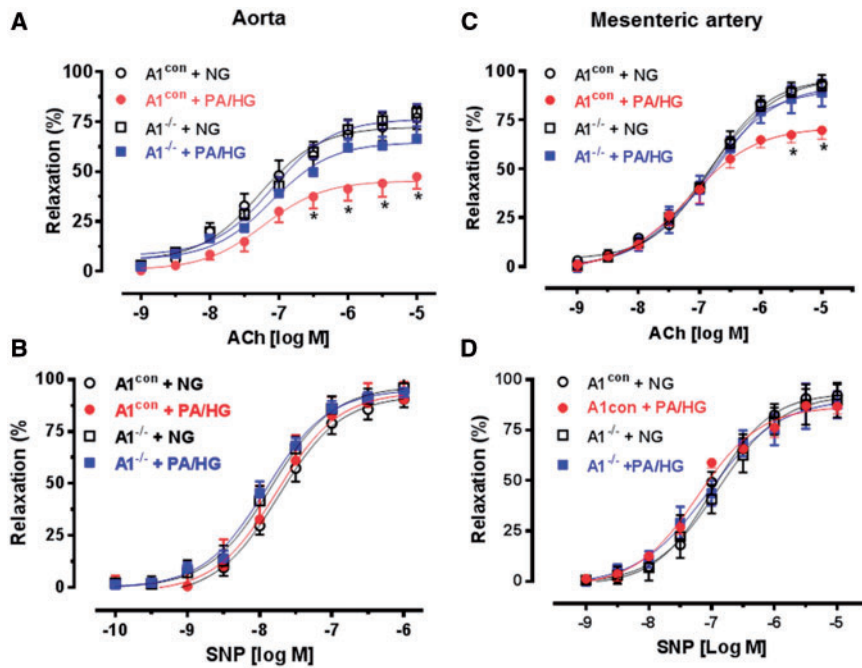 Aorta
Mesenteric artery
A
A1ᶜᵒⁿ + NG
A1ᶜᵒⁿ + PA/HG
A1⁻/⁻ + NG
A1⁻/⁻ + PA/HG
Relaxation (%)
100
75
50
25
0
* * * *
-9 -8 -7 -6 -5
ACh [log M]
C
A1ᶜᵒⁿ + NG
A1ᶜᵒⁿ + PA/HG
A1⁻/⁻ + NG
A1⁻/⁻ + PA/HG
Relaxation (%)
100
75
50
25
0
* *
-9 -8 -7 -6 -5
ACh [log M]
B
A1ᶜᵒⁿ + NG
A1ᶜᵒⁿ + PA/HG
A1⁻/⁻ + NG
A1⁻/⁻ + PA/HG
Relaxation (%
100
75
50
25
0
-10 -9 -8 -7 -6
SNP [log M]
D
A1ᶜᵒⁿ + NG
A1con + PA/HG
A1⁻/⁻ + NG
A1⁻/⁻ +PA/HG
Relaxation (%)
100
75
50
25
0
-9 -8 -7 -6 -5
SNP [Log M]